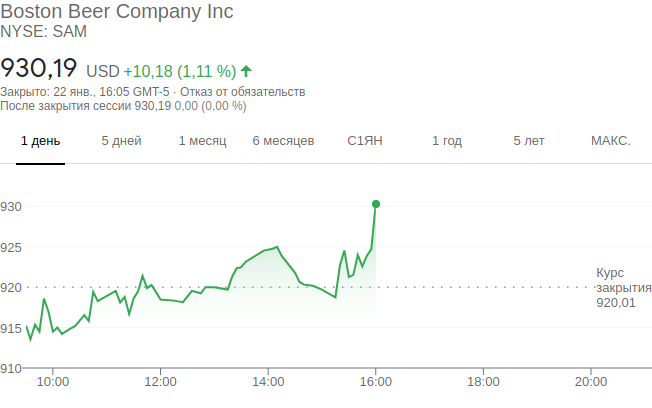 Boston Beer Company Inc
NYSE: SAM
930,19 USD +10,18 (1,11 %)
Закрыто: 22 янв., 16:05 GMT-5 · Отказ от обязательств
После закрытия сессии 930,19 0,00 (0,00 %)
1 день 5 дней 1 месяц 6 месяцев С1ЯН 1 год 5 лет МАКС.
930
925
920
915
910
Курс
закрытия
920,01
10:00 12:00 14:00 16:00 18:00 20:00